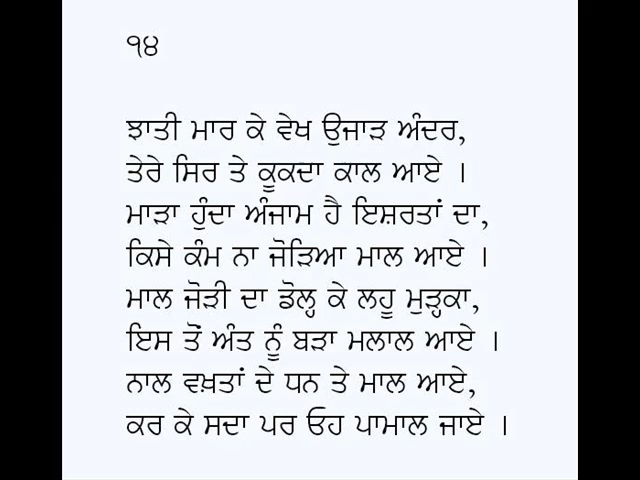 ੧੪
ਝਾਤੀ ਮਾਰ ਕੇ ਵੇਖ ਉਜਾੜ ਅੰਦਰ,
ਤੇਰੇ ਸਿਰ ਤੇ ਕੂਕਦਾ ਕਾਲ ਆਏ ।
ਮਾੜਾ ਹੁੰਦਾ ਅੰਜਾਮ ਹੈ ਇਸ਼ਰਤਾਂ ਦਾ,
ਕਿਸੇ ਕੰਮ ਨਾ ਜੋੜਿਆ ਮਾਲ ਆਏ ।
ਮਾਲ ਜੋੜੀ ਦਾ ਡੋਲ੍ਹ ਕੇ ਲਹੂ ਮੁੜ੍ਹਕਾ,
ਇਸ ਤੋਂ ਅੰਤ ਨੂੰ ਬੜਾ ਮਲਾਲ ਆਏ ।
ਨਾਲ ਵਖ਼ਤਾਂ ਦੇ ਧਨ ਤੇ ਮਾਲ ਆਏ,
ਕਰ ਕੇ ਸਦਾ ਪਰ ਓਹ ਪਾਮਾਲ ਜਾਏ ।